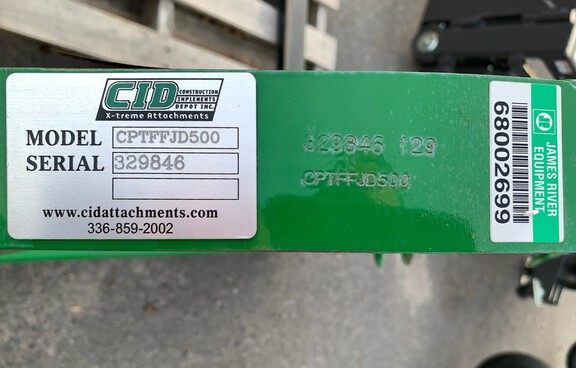 CID CONSTRUCTION
IMPLEMENTS
DEPOT INC.
X-treme Attachments
MODEL CPTFFJD500
SERIAL 329846
www.cidattachments.com
336-859-2002
329846 129
CPTFFJD500
68002699
JAMES RIVER
EQUIPMENT